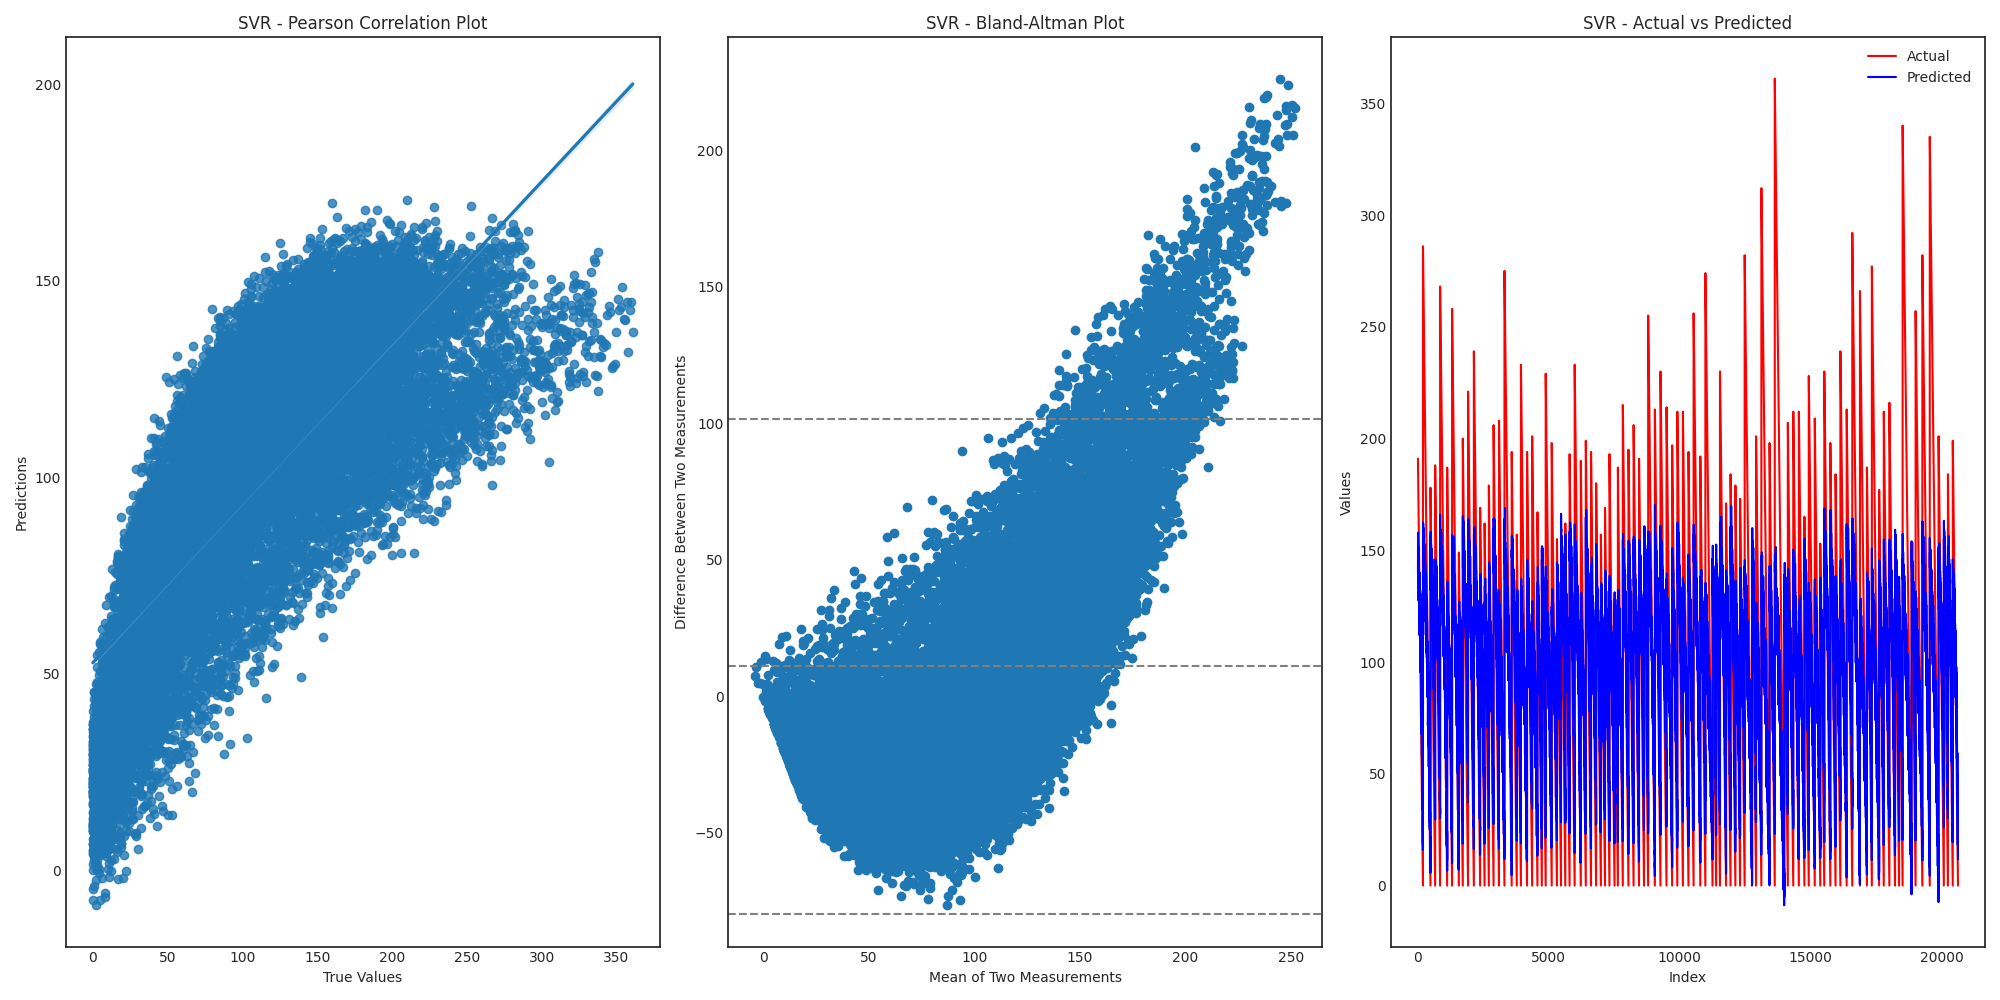 SVR - Pearson Correlation Plot
200
150
100
50
0
Predictions
0 50 100 150 200 250 300 350
True Values
SVR - Bland-Altman Plot
200
150
100
50
0
−50
Difference Between Two Measurements
0 50 100 150 200 250
Mean of Two Measurements
SVR - Actual vs Predicted
Actual
Predicted
350
300
250
200
150
100
50
0
Values
0 5000 10000 15000 20000
Index